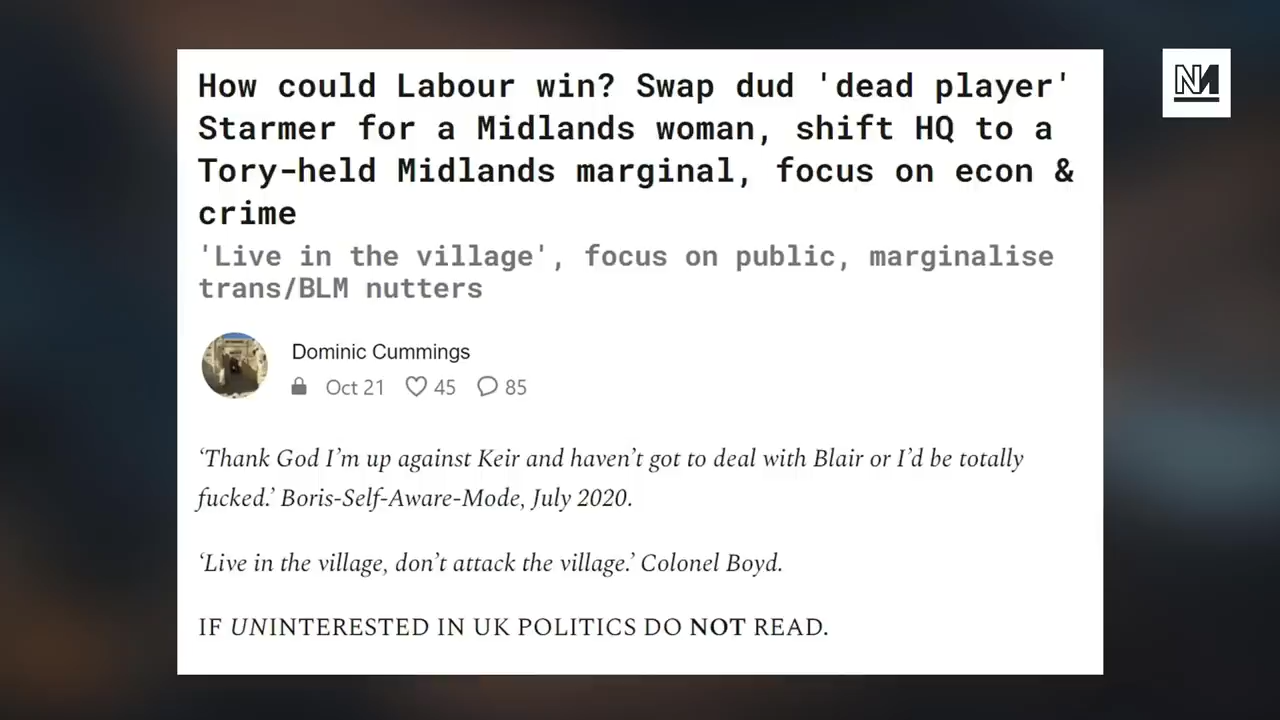 How could Labour win? Swap dud 'dead player'
Starmer for a Midlands woman, shift HQ to a
Tory-held Midlands marginal, focus on econ &
crime
'Live in the village', focus on public, marginalise
trans/BLM nutters
Dominic Cummings
Oct 21 45 85
‘Thank God I’m up against Keir and haven’t got to deal with Blair or I’d be totally
fucked.’ Boris-Self-Aware-Mode, July 2020.
‘Live in the village, don’t attack the village.’ Colonel Boyd.
IF UNINTERESTED IN UK POLITICS DO NOT READ.
NM